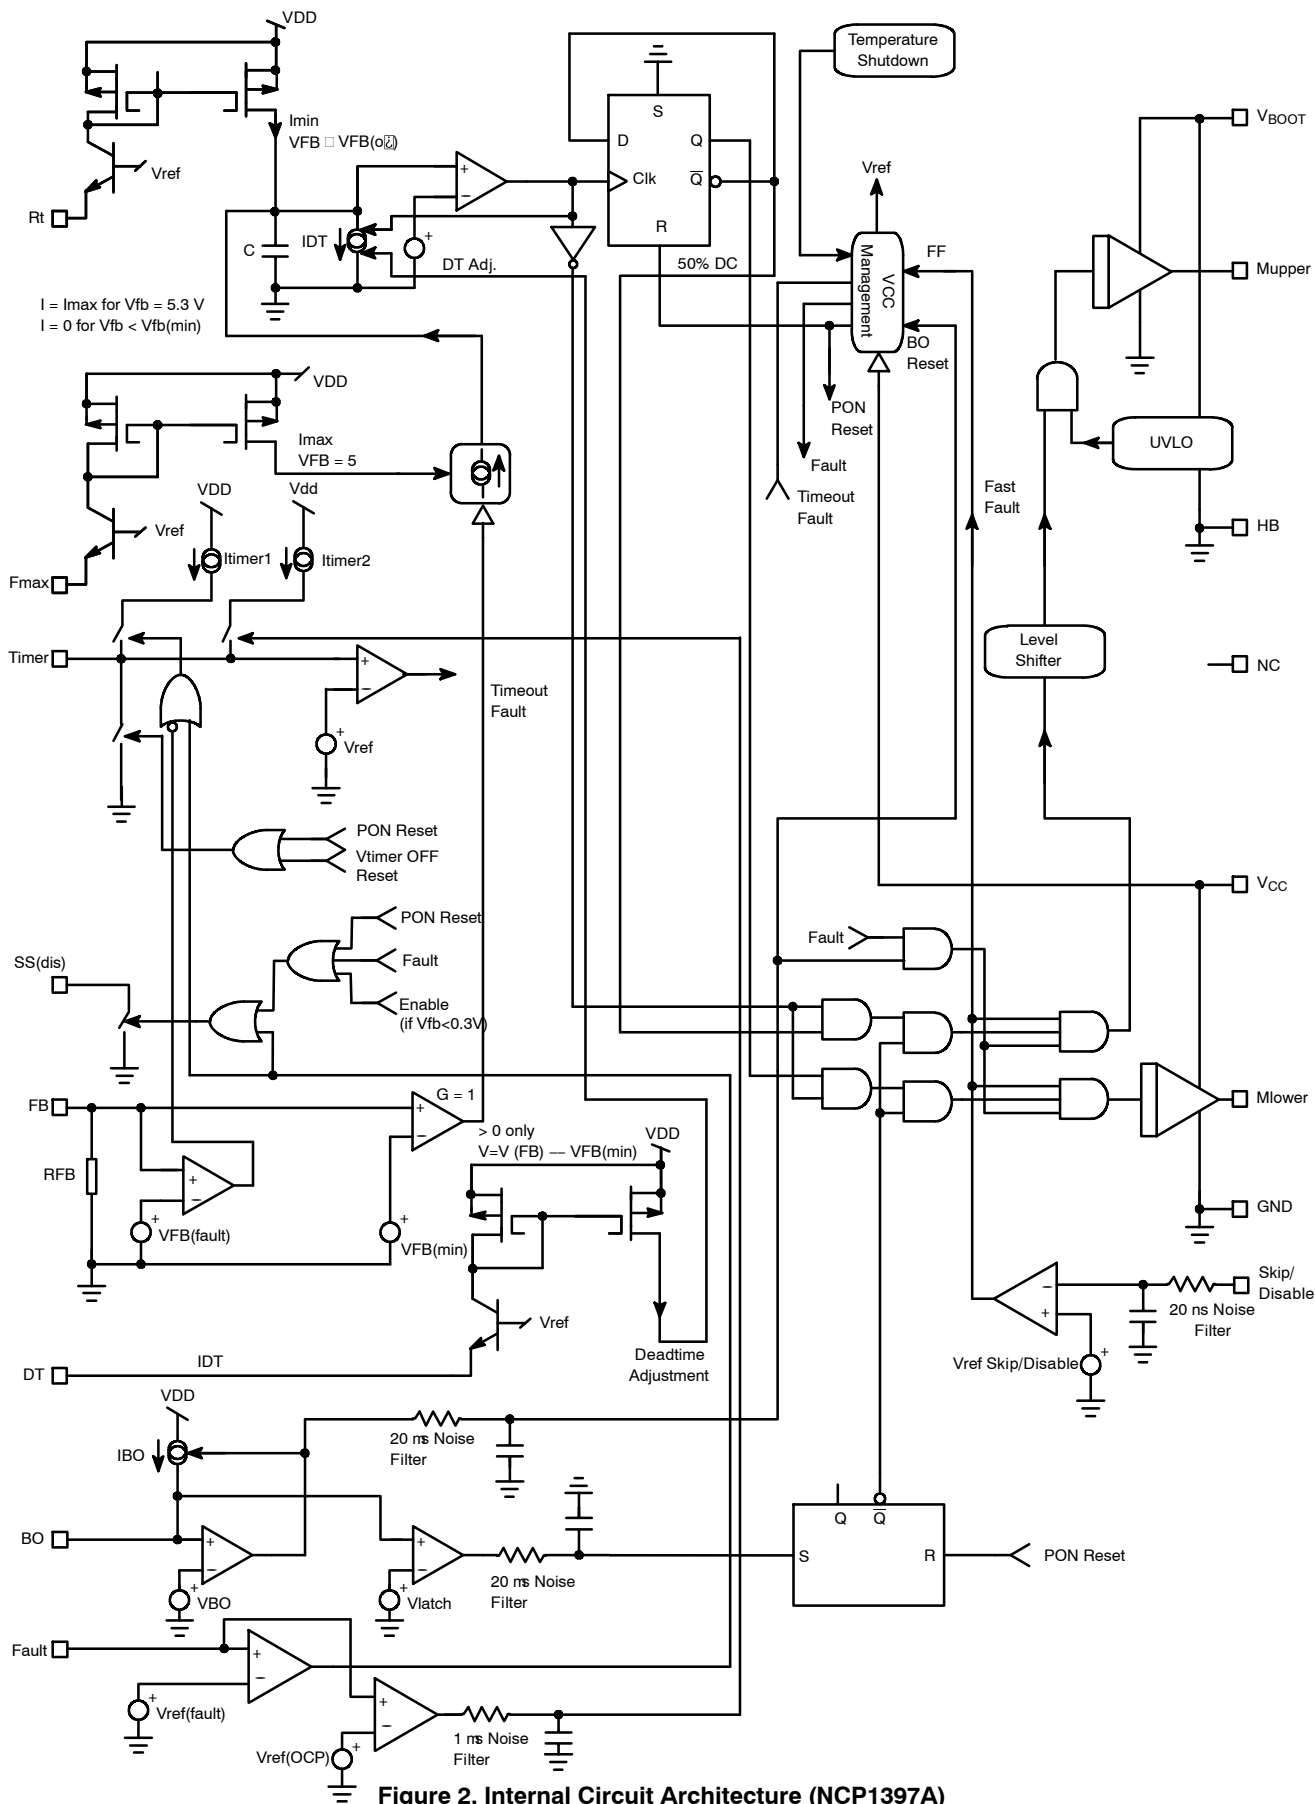 VDD
Temperature
Shutdown
Imin
VFB VFB(o
Vref
Rt
C
IDT
+
−
+
DT Adj.
S
D
Q
Clk
Q
R
50% DC
Vref
VCC
Management
FF
BO
Reset
PON
Reset
Fault
Timeout
Fault
VBOOT
Mupper
UVLO
HB
Fast
Fault
Level
Shifter
NC
I = Imax for Vfb = 5.3 V
I = 0 for Vfb < Vfb(min)
VDD
Imax
VFB = 5
VDD
Vdd
Vref
Itimer1
Itimer2
Fmax
Timer
+
−
+
Vref
Timeout
Fault
PON Reset
Vtimer OFF
Reset
PON Reset
Fault
Enable
(if Vfb<0.3V)
SS(dis)
VCC
Fault
FB
+
−
G = 1
> 0 only
V=V (FB) −− VFB(min)
VDD
RFB
+
−
+
VFB(fault)
+
VFB(min)
Vref
Deadtime
Adjustment
Mlower
GND
Skip/
Disable
−
+
20 ns Noise
Filter
Vref Skip/Disable
+
DT
IDT
VDD
IBO
20 ms Noise
Filter
BO
+
−
+
VBO
+
−
+
Vlatch
20 ms Noise
Filter
Q
Q
S
R
PON Reset
Fault
+
−
+
Vref(fault)
+
−
+
Vref(OCP)
1 ms Noise
Filter
Figure 2. Internal Circuit Architecture (NCP1397A)